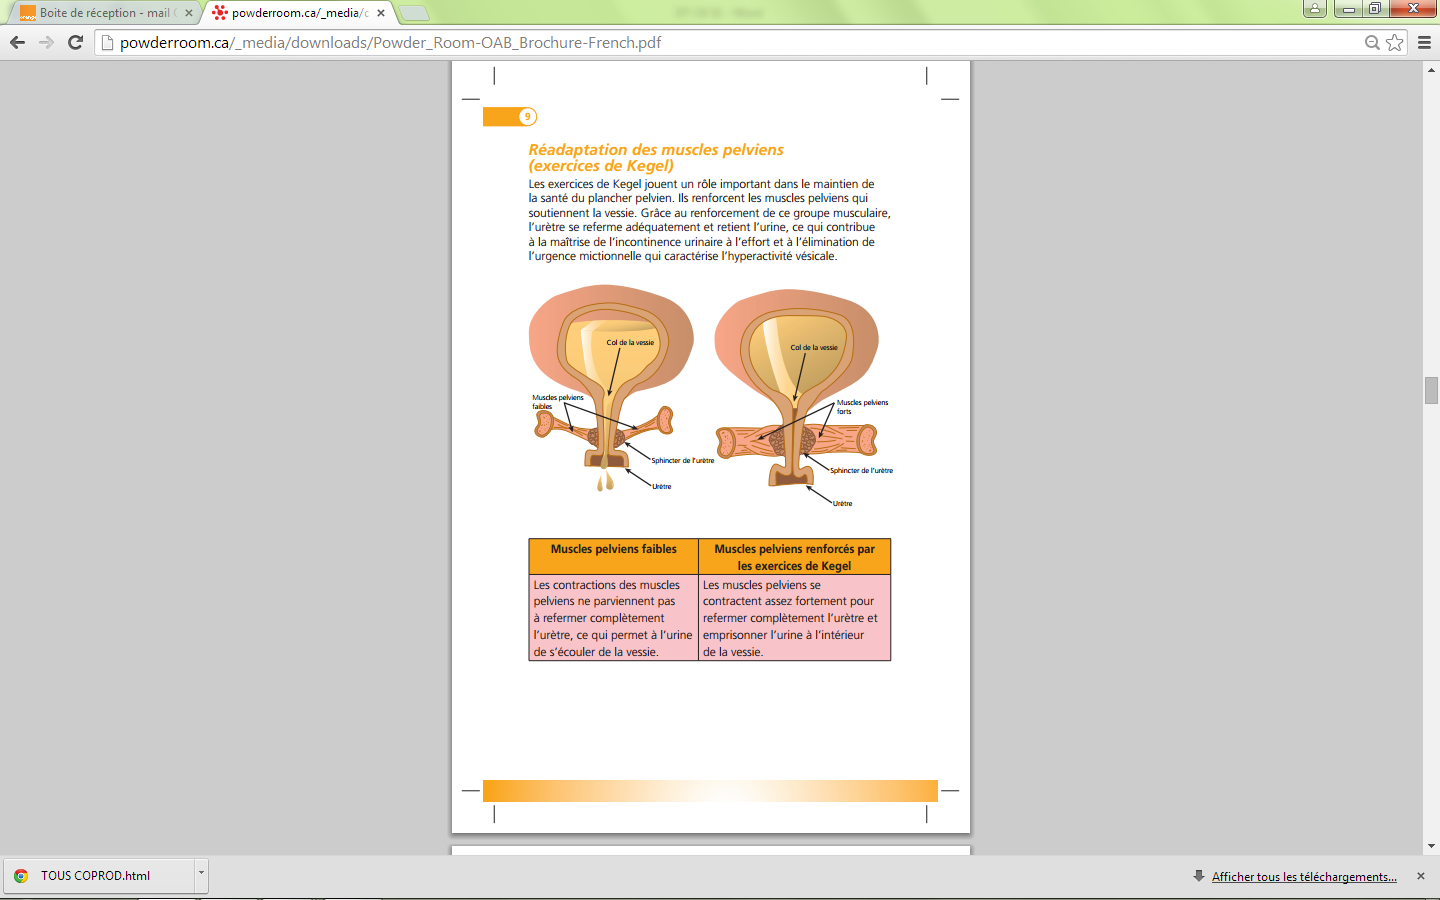 Boite de réception - mail
powderroom.ca/_media/
powderroom.ca/_media/downloads/Powder_Room-OAB_Brochure-French.pdf
9
Réadaptation des muscles pelviens
(exercices de Kegel)
Les exercices de Kegel jouent un rôle important dans le maintien de
la santé du plancher pelvien. Ils renforcent les muscles pelviens qui
soutiennent la vessie. Grâce au renforcement de ce groupe musculaire,
l’urètre se referme adéquatement et retient l’urine, ce qui contribue
à la maîtrise de l’incontinence urinaire à l’effort et à l’élimination de
l’urgence mictionnelle qui caractérise l’hyperactivité vésicale.
Col de la vessie
Muscles pelviens
faibles
Sphincter de l’urètre
Urètre
Col de la vessie
Muscles pelviens
forts
Sphincter de l’urètre
Urètre
Muscles pelviens faibles
Les contractions des muscles
pelviens ne parviennent pas
à refermer complètement
l’urètre, ce qui permet à l’urine
de s’écouler de la vessie.
Muscles pelviens renforcés par
les exercices de Kegel
Les muscles pelviens se
contractent assez fortement pour
refermer complètement l’urètre et
emprisonner l’urine à l’intérieur
de la vessie.
TOUS COPROD.html
Afficher tous les téléchargements...